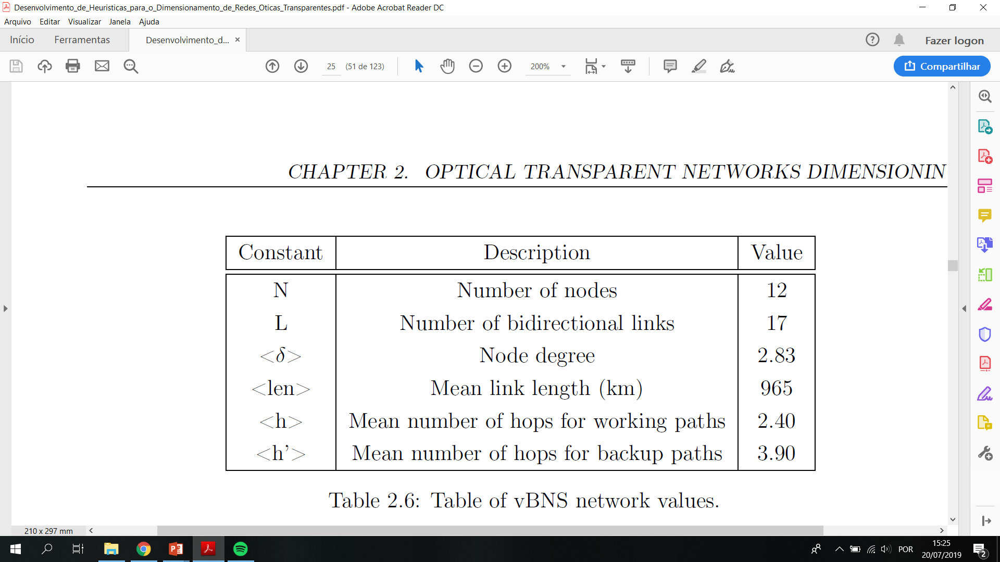 Desenvolvimento_de_Heuristicas_para_o_Dimensionamento_de_Redes_Oticas_Transparentes.pdf - Adobe Acrobat Reader DC
Arquivo Editar Visualizar Janela Ajuda
Início Ferramentas Desenvolvimento_d... × Fazer logon
25 (51 de 123) 200% Compartilhar
CHAPTER 2. OPTICAL TRANSPARENT NETWORKS DIMENSIONIN
Constant Description Value
N Number of nodes 12
L Number of bidirectional links 17
<δ> Node degree 2.83
<len> Mean link length (km) 965
<h> Mean number of hops for working paths 2.40
<h'> Mean number of hops for backup paths 3.90
Table 2.6: Table of vBNS network values.
210 x 297 mm
POR 15:25
20/07/2019 2